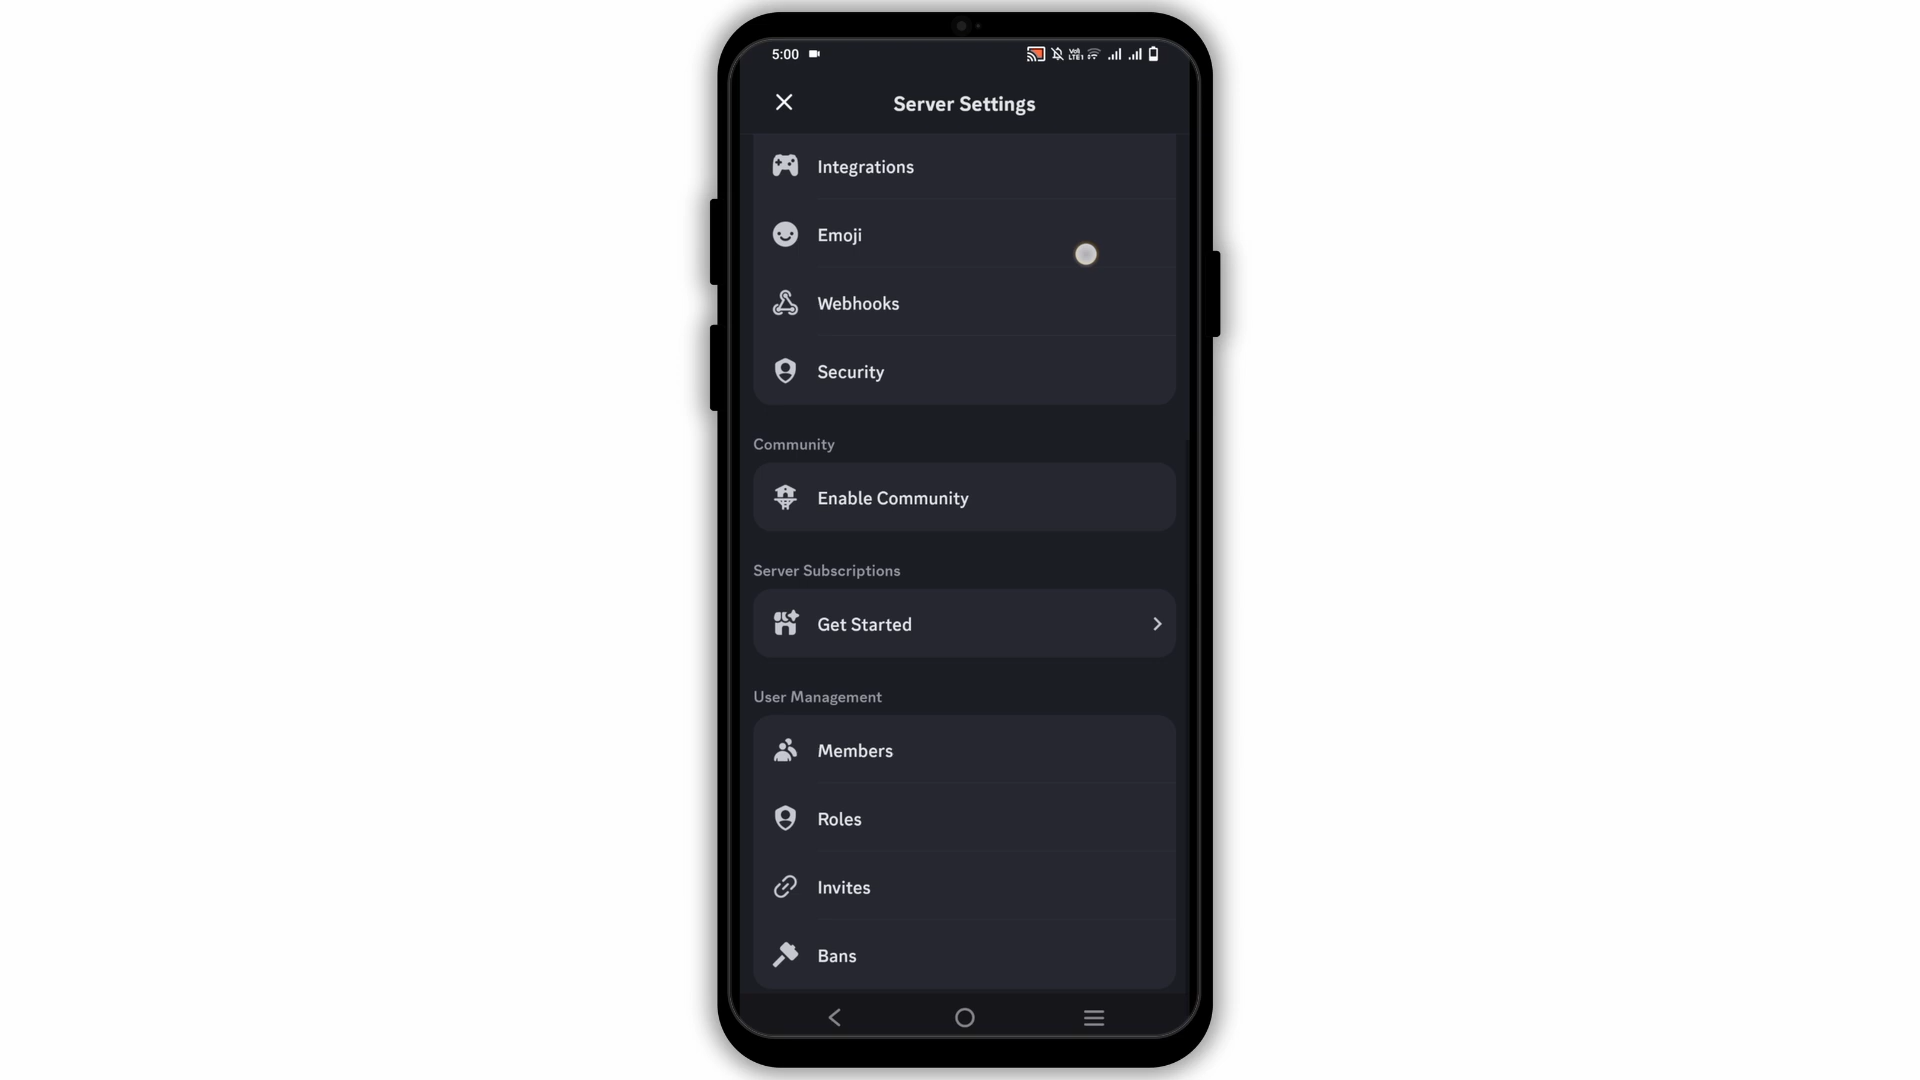 5:00
Server Settings
Integrations
Emoji
Webhooks
Security
Community
Enable Community
Server Subscriptions
Get Started
User Management
Members
Roles
Invites
Bans